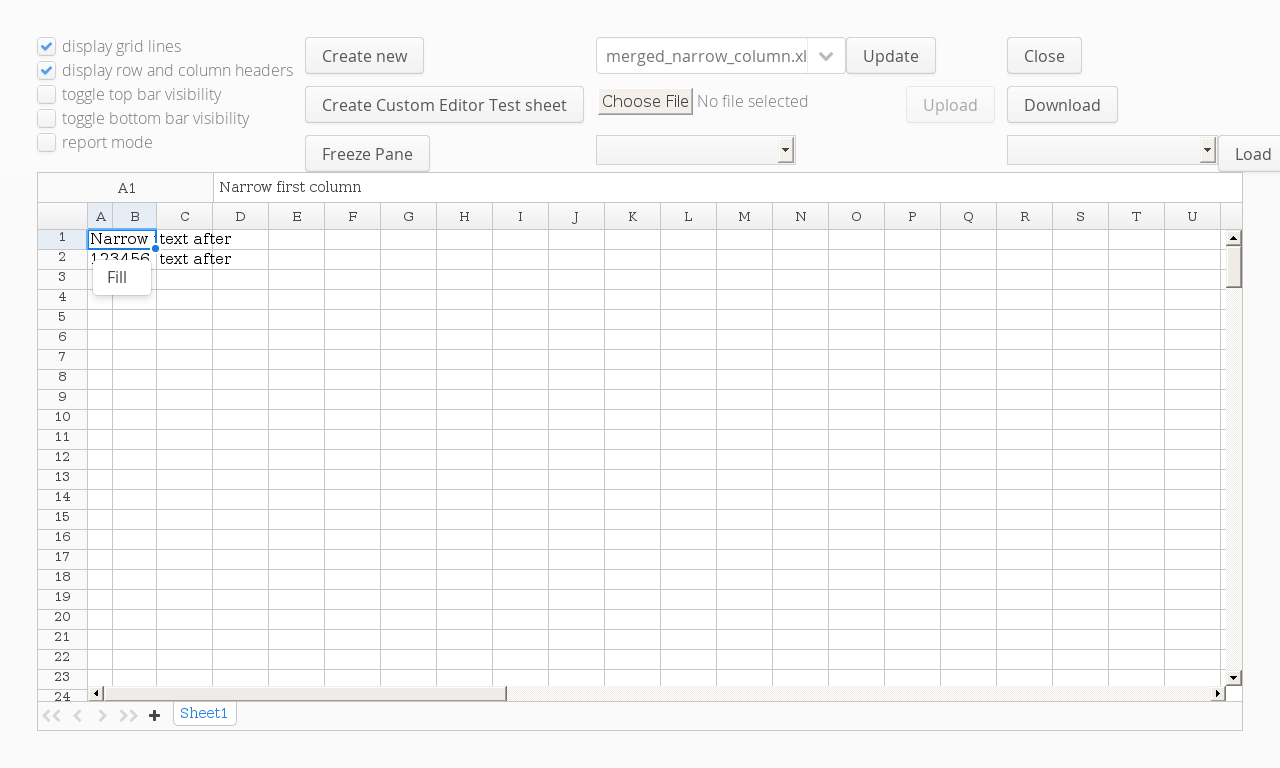 display grid lines
display row and column headers
toggle top bar visibility
toggle bottom bar visibility
report mode
Create new
Create Custom Editor Test sheet
Freeze Pane
merged_narrow_column.xl
Update
Choose File No file selected
Upload
Close
Download
Load
A1 Narrow first column
A B C D E F G H I J K L M N O P Q R S T U
1 Narrow text after
2 123456 text after
Fill
3
4
5
6
7
8
9
10
11
12
13
14
15
16
17
18
19
20
21
22
23
24
Sheet1